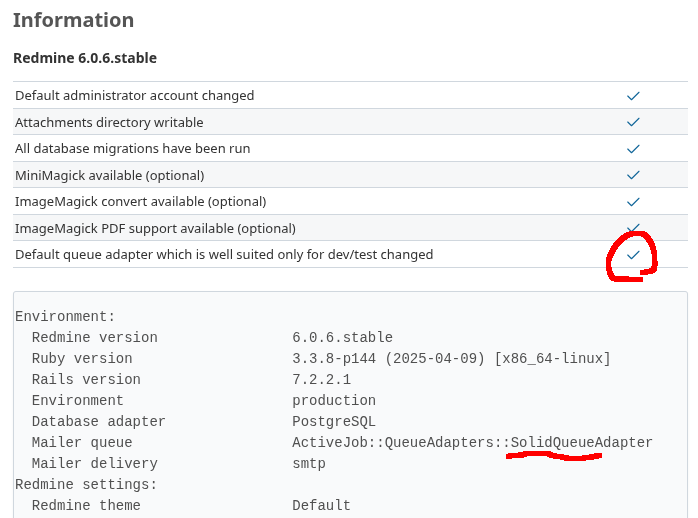 Information
Redmine 6.0.6.stable
Default administrator account changed
Attachments directory writable
All database migrations have been run
MiniMagick available (optional)
ImageMagick convert available (optional)
ImageMagick PDF support available (optional)
Default queue adapter which is well suited only for dev/test changed
Environment:
Redmine version 6.0.6.stable
Ruby version 3.3.8-p144 (2025-04-09) [x86_64-linux]
Rails version 7.2.2.1
Environment production
Database adapter PostgreSQL
Mailer queue ActiveJob::QueueAdapters::SolidQueueAdapter
Mailer delivery smtp
Redmine settings:
Redmine theme Default